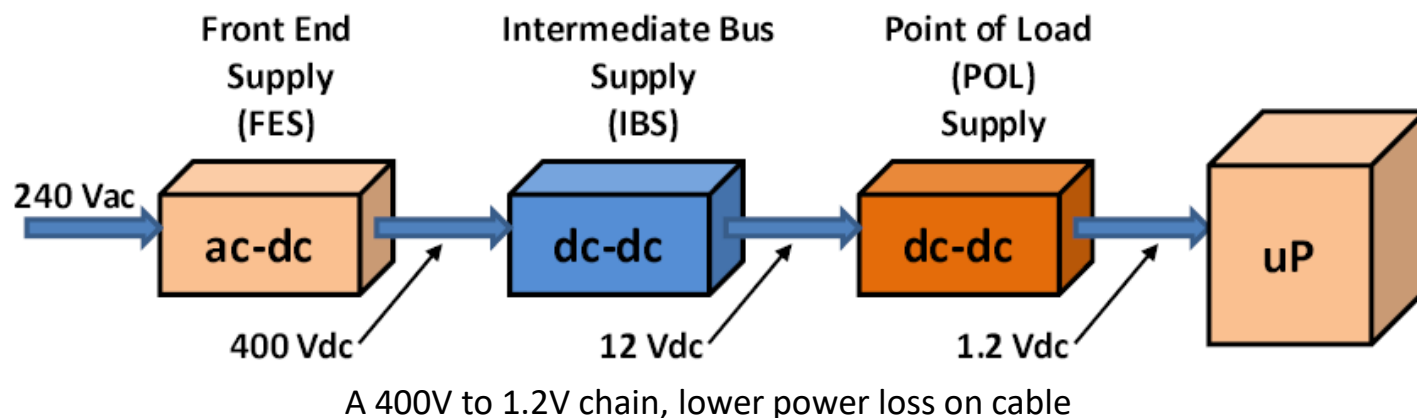 Front End
Supply
(FES)
Intermediate Bus
Supply
(IBS)
Point of Load
(POL)
Supply
240 Vac
ac-dc
dc-dc
dc-dc
uP
400 Vdc
12 Vdc
1.2 Vdc
A 400V to 1.2V chain, lower power loss on cable